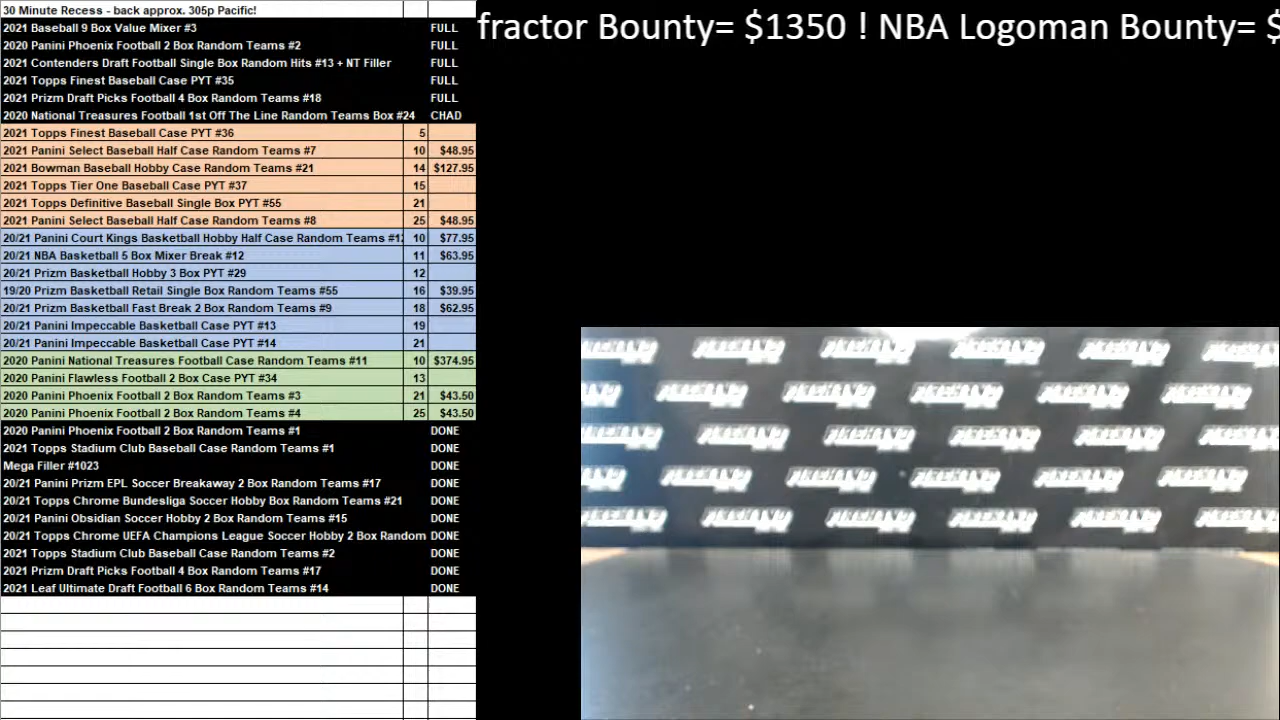 30 Minute Recess - back approx. 305p Pacific!
fractor Bounty= $1350 ! NBA Logoman Bounty= $
2021 Baseball 9 Box Value Mixer #3 FULL
2020 Panini Phoenix Football 2 Box Random Teams #2 FULL
2021 Contenders Draft Football Single Box Random Hits #13 + NT Filler FULL
2021 Topps Finest Baseball Case PYT #35 FULL
2021 Prizm Draft Picks Football 4 Box Random Teams #18 FULL
2020 National Treasures Football 1st Off The Line Random Teams Box #24 CHAD
2021 Topps Finest Baseball Case PYT #36 5
2021 Panini Select Baseball Half Case Random Teams #7 10 $48.95
2021 Bowman Baseball Hobby Case Random Teams #21 14 $127.95
2021 Topps Tier One Baseball Case PYT #37 15
2021 Topps Definitive Baseball Single Box PYT #55 21
2021 Panini Select Baseball Half Case Random Teams #8 25 $48.95
20/21 Panini Court Kings Basketball Hobby Half Case Random Teams #12 10 $77.95
20/21 NBA Basketball 5 Box Mixer Break #12 11 $63.95
20/21 Prizm Basketball Hobby 3 Box PYT #29 12
19/20 Prizm Basketball Retail Single Box Random Teams #55 16 $39.95
20/21 Prizm Basketball Fast Break 2 Box Random Teams #9 18 $62.95
20/21 Panini Impeccable Basketball Case PYT #13 19
20/21 Panini Impeccable Basketball Case PYT #14 21
2020 Panini National Treasures Football Case Random Teams #11 10 $374.95
2020 Panini Flawless Football 2 Box Case PYT #34 13
2020 Panini Phoenix Football 2 Box Random Teams #3 21 $43.50
2020 Panini Phoenix Football 2 Box Random Teams #4 25 $43.50
2020 Panini Phoenix Football 2 Box Random Teams #1 DONE
2021 Topps Stadium Club Baseball Case Random Teams #1 DONE
Mega Filler #1023 DONE
20/21 Panini Prizm EPL Soccer Breakaway 2 Box Random Teams #17 DONE
20/21 Topps Chrome Bundesliga Soccer Hobby Box Random Teams #21 DONE
20/21 Panini Obsidian Soccer Hobby 2 Box Random Teams #15 DONE
20/21 Topps Chrome UEFA Champions League Soccer Hobby 2 Box Random DONE
2021 Topps Stadium Club Baseball Case Random Teams #2 DONE
2021 Prizm Draft Picks Football 4 Box Random Teams #17 DONE
2021 Leaf Ultimate Draft Football 6 Box Random Teams #14 DONE